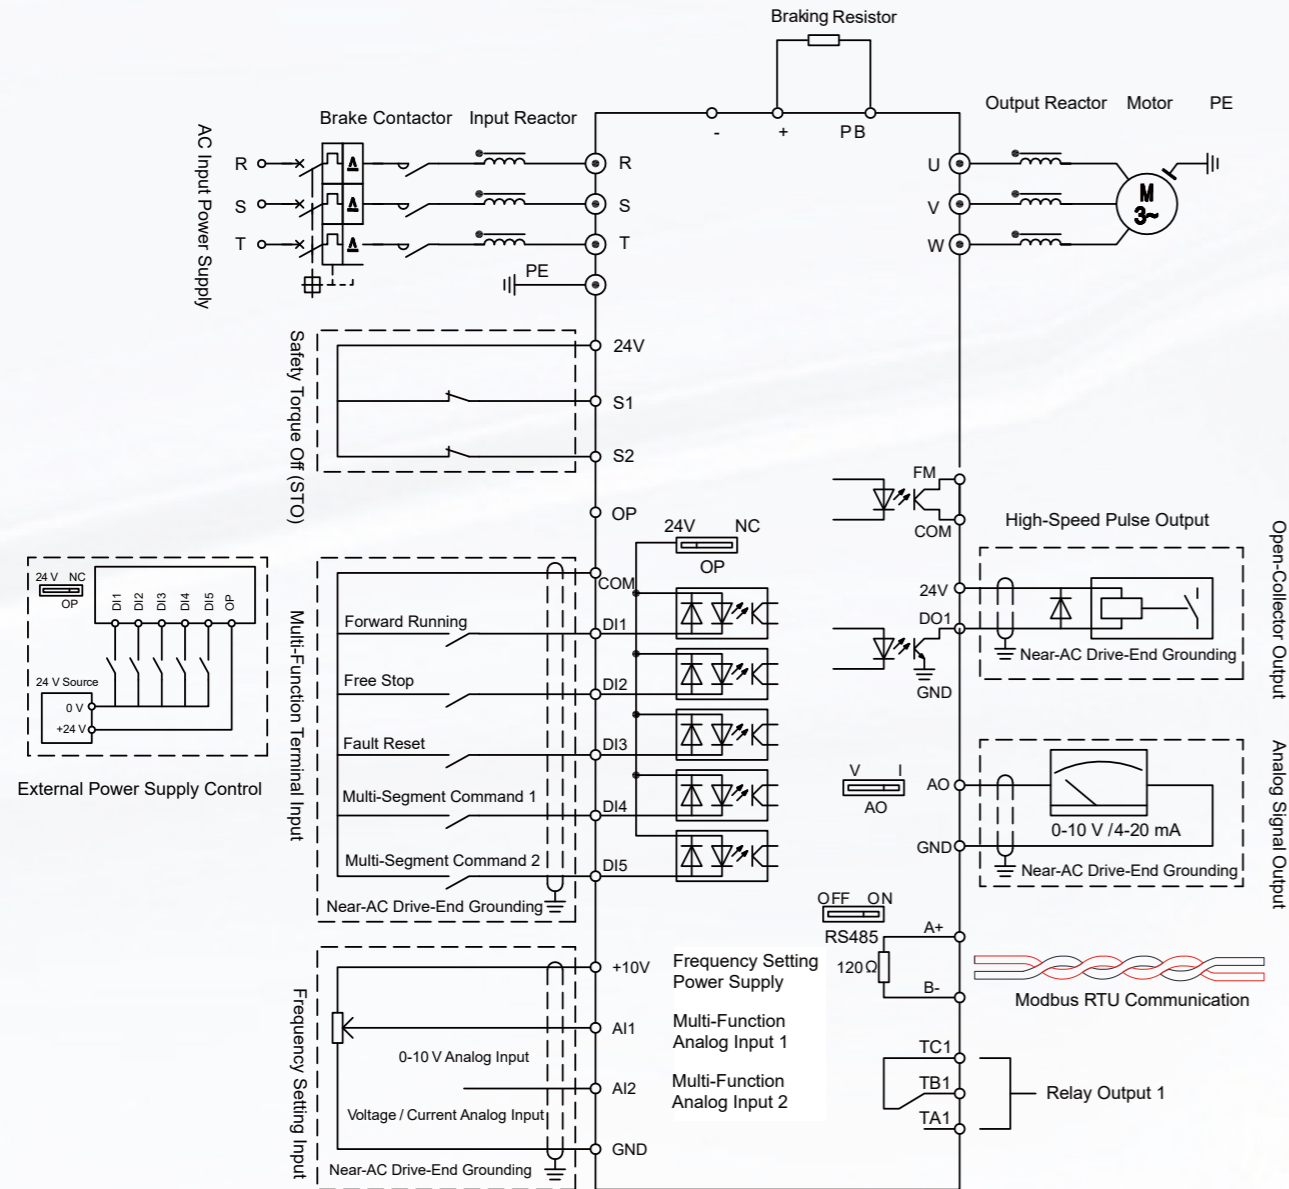 Braking Resistor
- + PB
Brake Contactor Input Reactor
Output Reactor Motor PE
AC Input Power Supply
R R
S S
T T
PE
U
V
W
M
3~
Safety Torque Off (STO)
24V
S1
S2
OP
24V NC
OP
External Power Supply Control
24 V NC
OP
DI1 DI2 DI3 DI4 DI5 OP
24 V Source
0 V
+24 V
Multi-Function Terminal Input
COM
Forward Running
DI1
Free Stop
DI2
Fault Reset
DI3
Multi-Segment Command 1
DI4
Multi-Segment Command 2
DI5
Near-AC Drive-End Grounding
Frequency Setting Input
+10V
Frequency Setting
Power Supply
AI1
Multi-Function
Analog Input 1
0-10 V Analog Input
AI2
Multi-Function
Analog Input 2
Voltage / Current Analog Input
GND
Near-AC Drive-End Grounding
FM
COM
High-Speed Pulse Output
Open-Collector Output
24V
DO1
GND
Near-AC Drive-End Grounding
Analog Signal Output
V I
AO
AO
0-10 V /4-20 mA
GND
Near-AC Drive-End Grounding
OFF ON
RS485
A+
120Ω
B-
Modbus RTU Communication
TC1
TB1
TA1
Relay Output 1